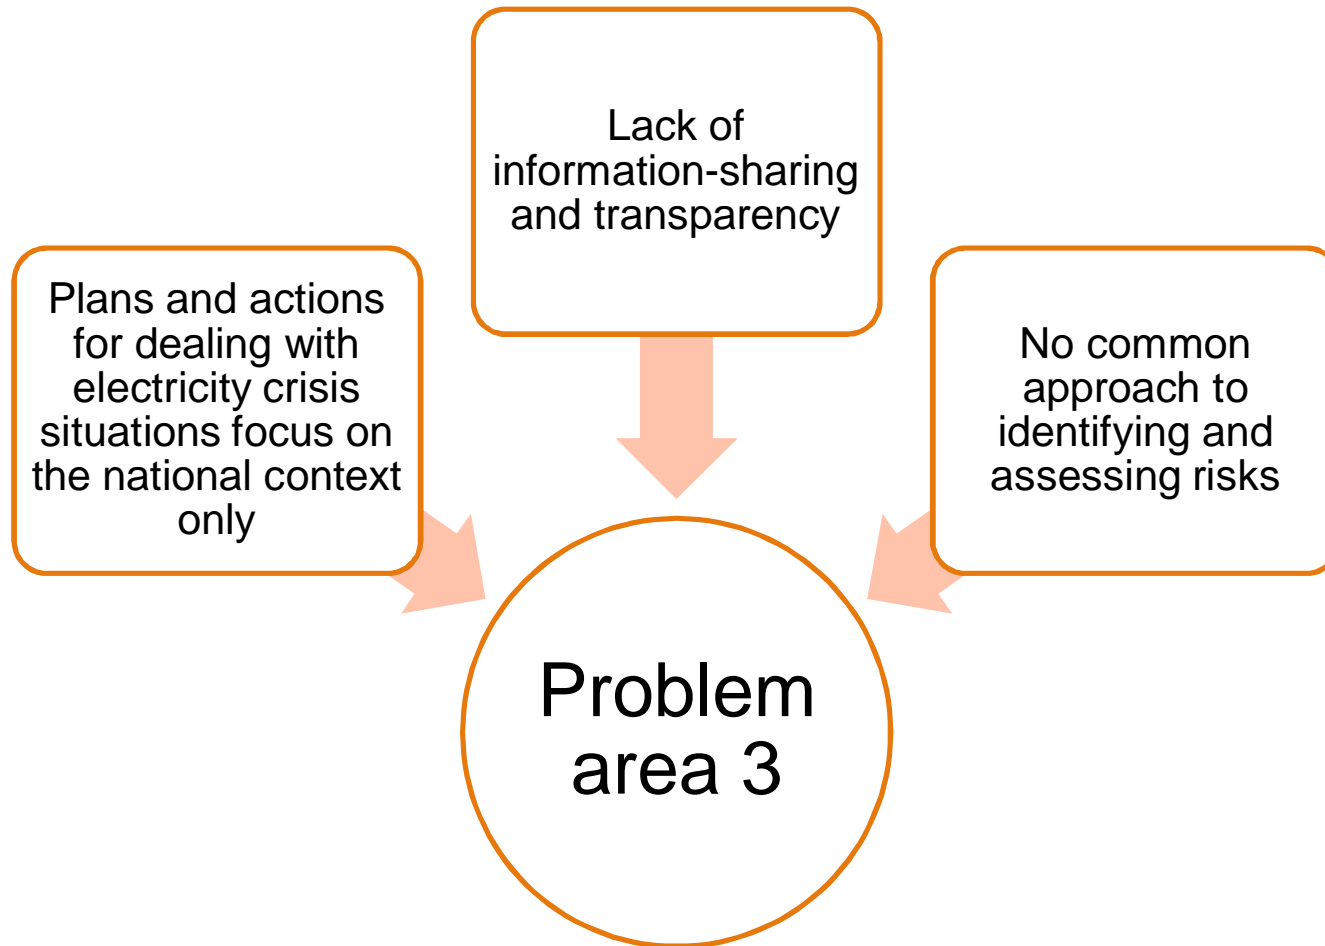 Lack of
information-sharing
and transparency
Plans and actions
for dealing with
electricity crisis
situations focus on
the national context
only
No common
approach to
identifying and
assessing risks
Problem
area 3